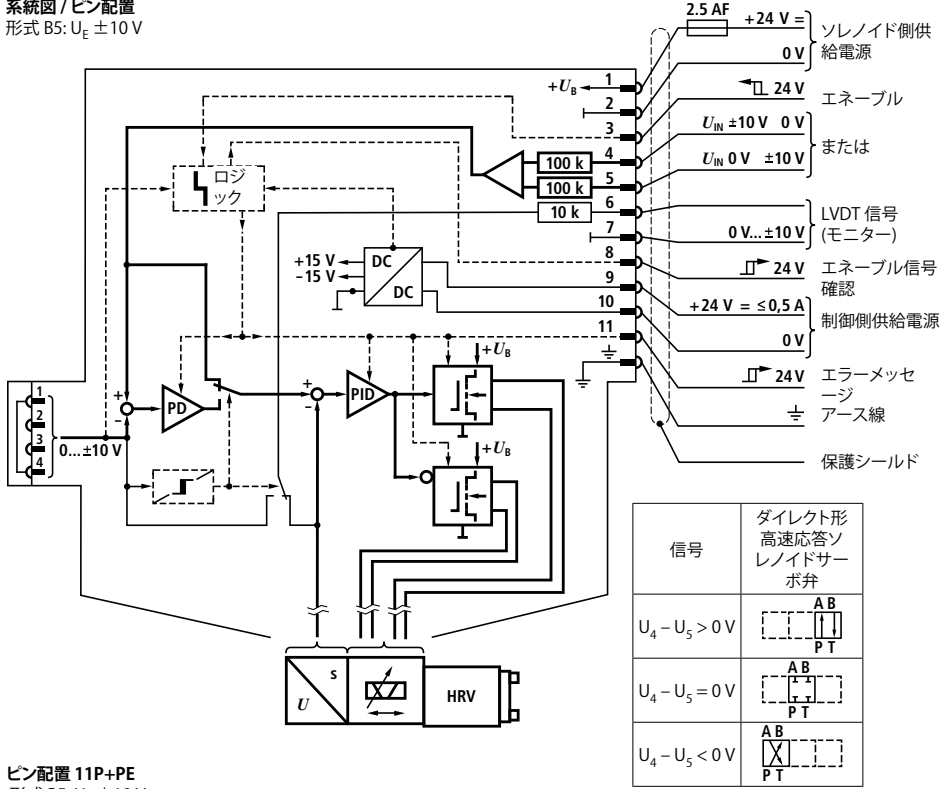 系統図 / ピン配置
形式 B5: UE ±10 V
2.5 AF
+24 V =
0 V
ソレノイド側供
給電源
24 V
エネーブル
UIN ±10 V 0 V
UIN 0 V ±10 V
または
LVDT 信号
(モニター)
0 V... ±10 V
24 V
エネーブル信号
確認
+24 V = ≤0,5 A
0 V
制御側供給電源
24 V
エラーメッセ
ージ
アース線
保護シールド
+UB
1
2
3
4
5
6
7
8
9
10
11
100 k
100 k
10 k
ロジ
ック
+15 V
–15 V
DC
DC
+UB
+UB
1
2
3
4
0...±10 V
+
–
PD
+
–
PID
U
S
HRV
信号
ダイレクト形
高速応答ソ
レノイドサー
ボ弁
U4 – U5 > 0 V
A B
P T
U4 – U5 = 0 V
A B
P T
U4 – U5 < 0 V
A B
P T
ピン配置 11P+PE